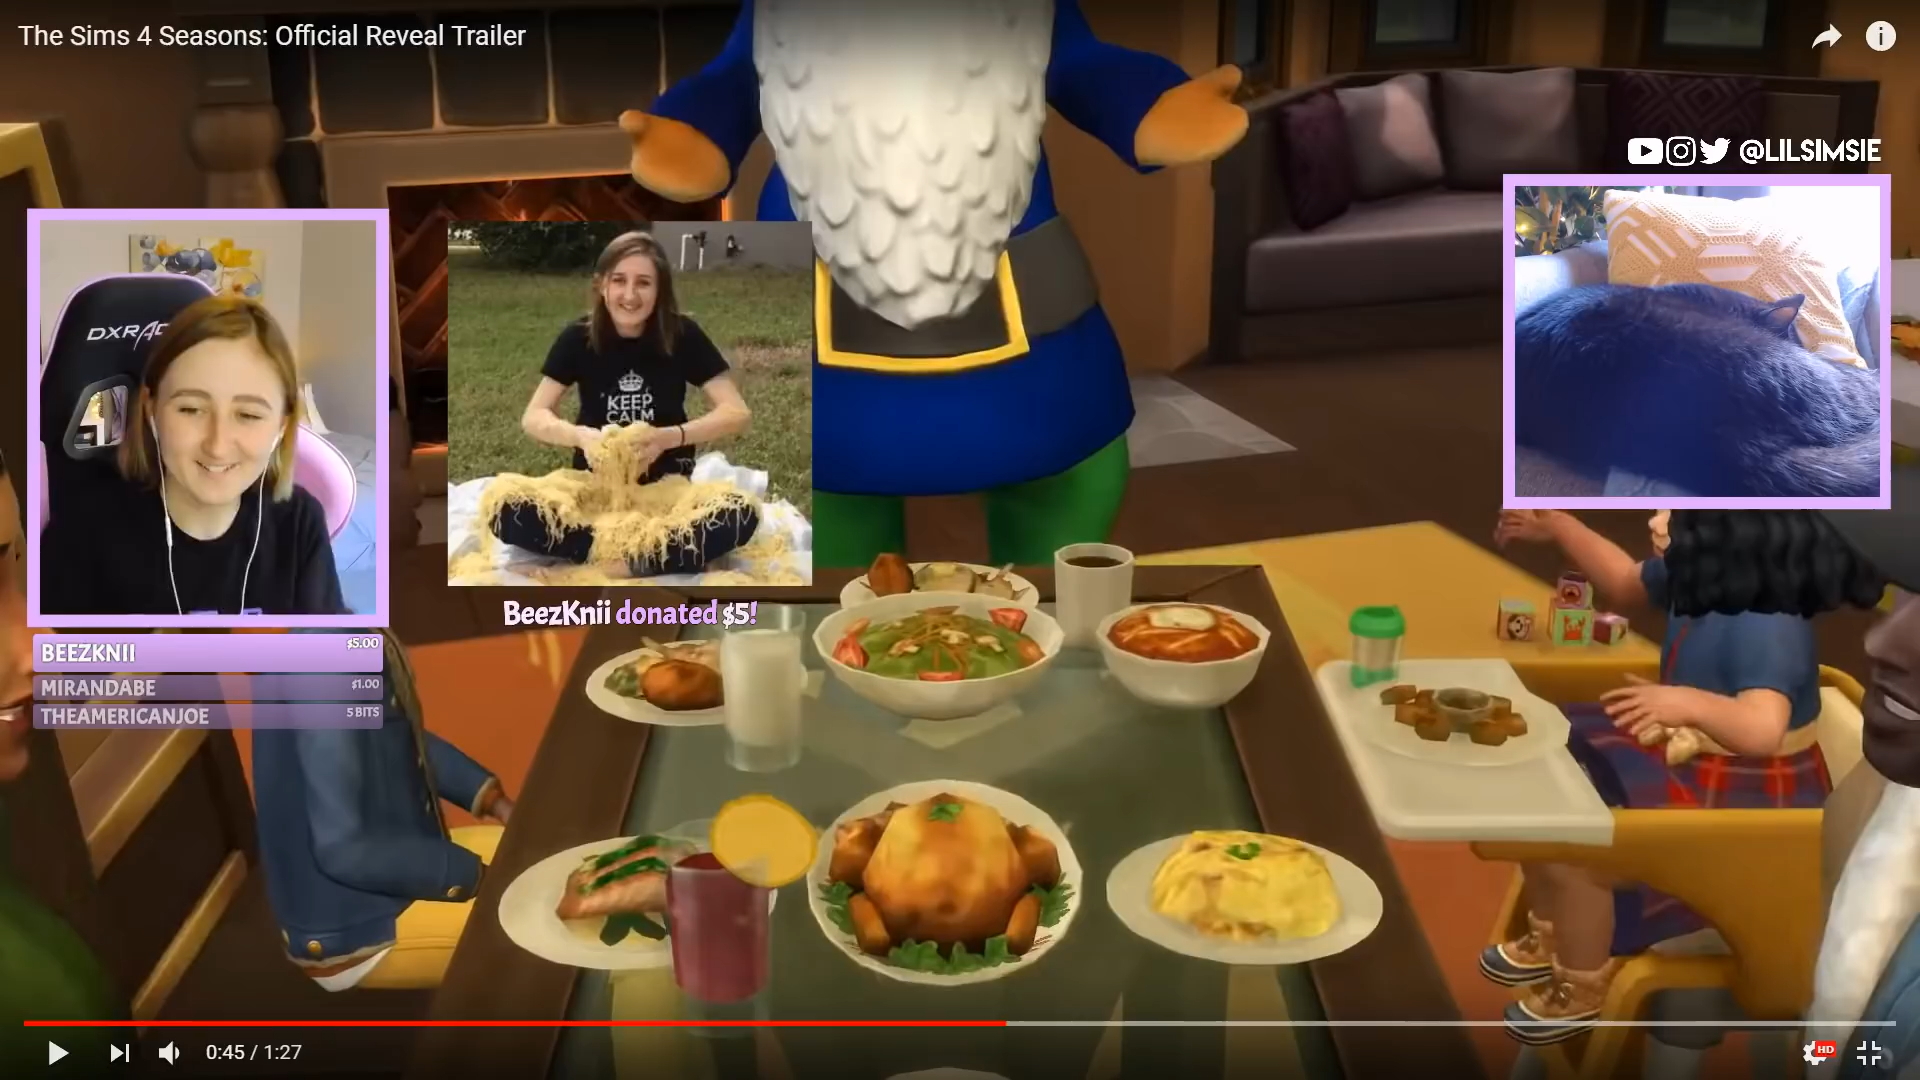 The Sims 4 Seasons: Official Reveal Trailer
@LILSIMSIE
DXRAC
KEEP
CALM
BeezKnii donated $5!
BEEZKNII $5.00
MIRANDABE $1.00
THEAMERICANJOE 5 BITS
0:45 / 1:27
HD